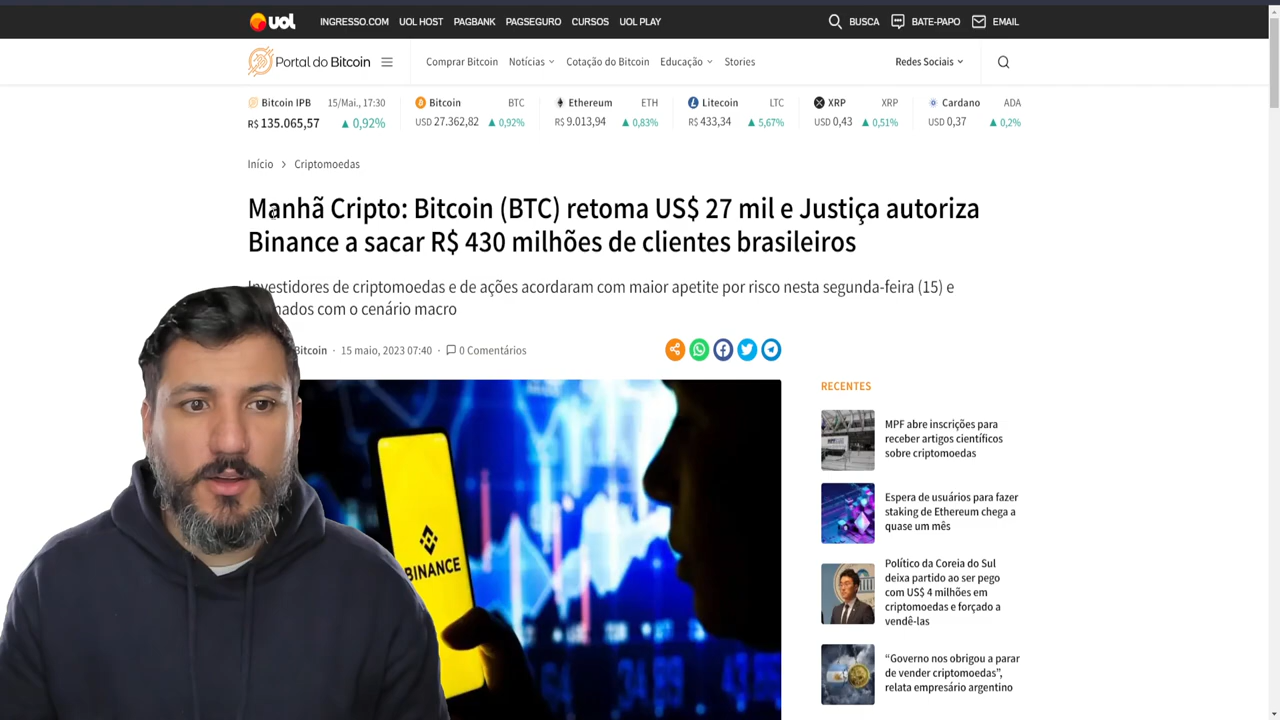 uol INGRESSO.COM UOL HOST PAGBANK PAGSEGURO CURSOS UOL PLAY BUSCA BATE-PAPO EMAIL
Portal do Bitcoin Comprar Bitcoin Notícias Cotação do Bitcoin Educação Stories Redes Sociais
Bitcoin IPB 15/Mai., 17:30 Bitcoin BTC Ethereum ETH Litecoin LTC XRP XRP Cardano ADA
R$ 135.065,57 ▲ 0,92% USD 27.362,82 ▲ 0,92% R$ 9.013,94 ▲ 0,83% R$ 433,34 ▲ 5,67% USD 0,43 ▲ 0,51% USD 0,37 ▲ 0,2%
Início > Criptomoedas
Manhã Cripto: Bitcoin (BTC) retoma US$ 27 mil e Justiça autoriza
Binance a sacar R$ 430 milhões de clientes brasileiros
Investidores de criptomoedas e de ações acordaram com maior apetite por risco nesta segunda-feira (15) e
com o cenário macro
Bitcoin · 15 maio, 2023 07:40 · 0 Comentários
BINANCE
RECENTES
MPF abre inscrições para
receber artigos científicos
sobre criptomoedas
Espera de usuários para fazer
staking de Ethereum chega a
quase um mês
Político da Coreia do Sul
deixa partido ao ser pego
com US$ 4 milhões em
criptomoedas e forçado a
vendê-las
“Governo nos obrigou a parar
de vender criptomoedas”,
relata empresário argentino